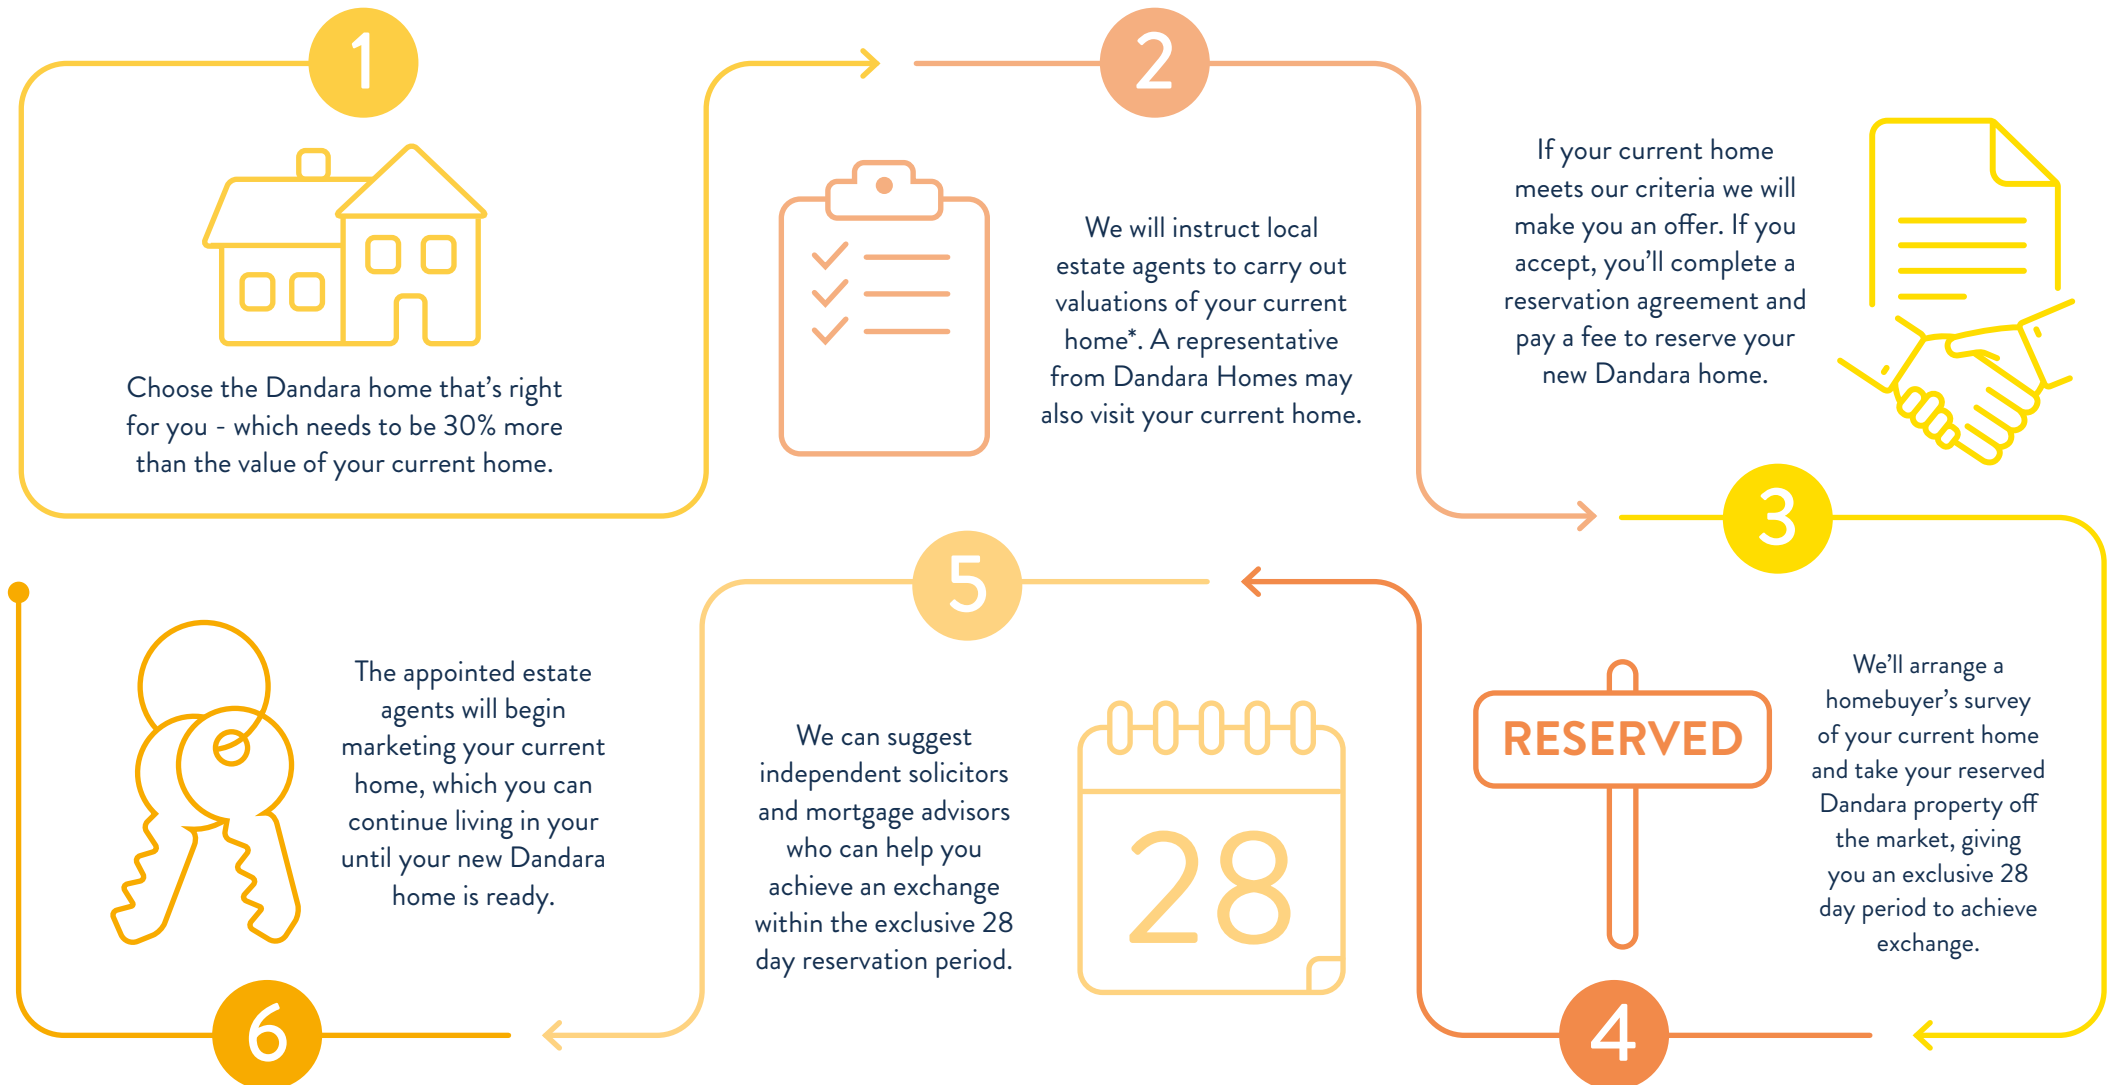 1
Choose the Dandara home that's right
for you - which needs to be 30% more
than the value of your current home.
2
We will instruct local
estate agents to carry out
valuations of your current
home*. A representative
from Dandara Homes may
also visit your current home.
If your current home
meets our criteria we will
make you an offer. If you
accept, you'll complete a
reservation agreement and
pay a fee to reserve your
new Dandara home.
3
RESERVED
We'll arrange a
homebuyer's survey
of your current home
and take your reserved
Dandara property off
the market, giving
you an exclusive 28
day period to achieve
exchange.
4
5
We can suggest
independent solicitors
and mortgage advisors
who can help you
achieve an exchange
within the exclusive 28
day reservation period.
28
The appointed estate
agents will begin
marketing your current
home, which you can
continue living in your
until your new Dandara
home is ready.
6